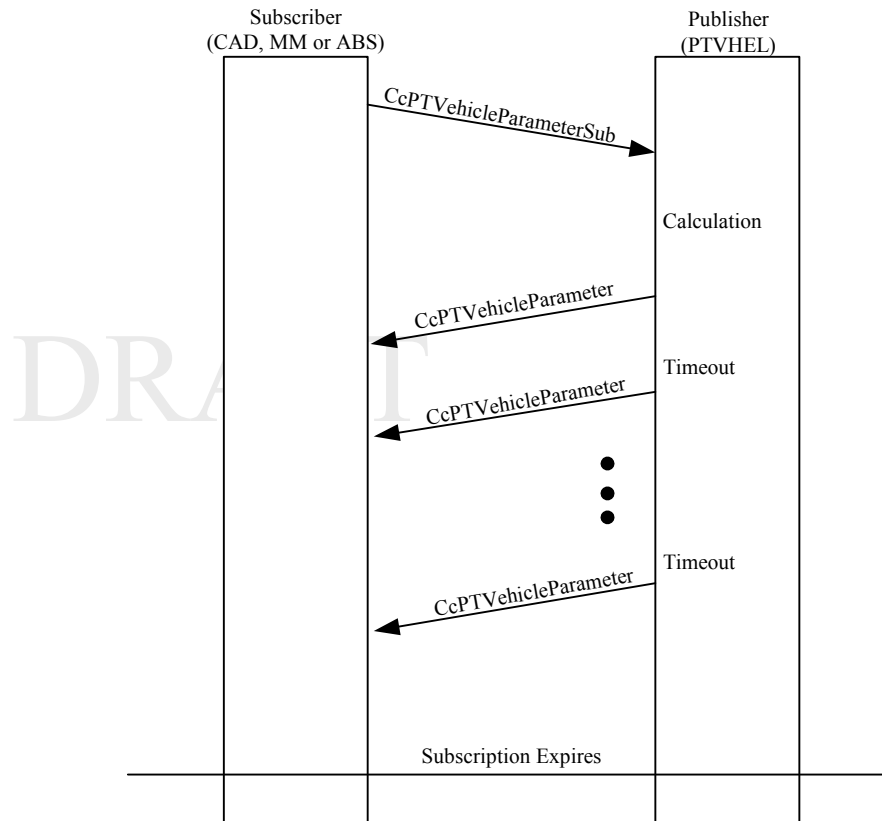 Subscriber
(CAD, MM or ABS)
Publisher
(PTVHEL)
CcPTVehicleParameterSub
Calculation
CcPTVehicleParameter
DRAFT
Timeout
CcPTVehicleParameter
Timeout
CcPTVehicleParameter
Subscription Expires